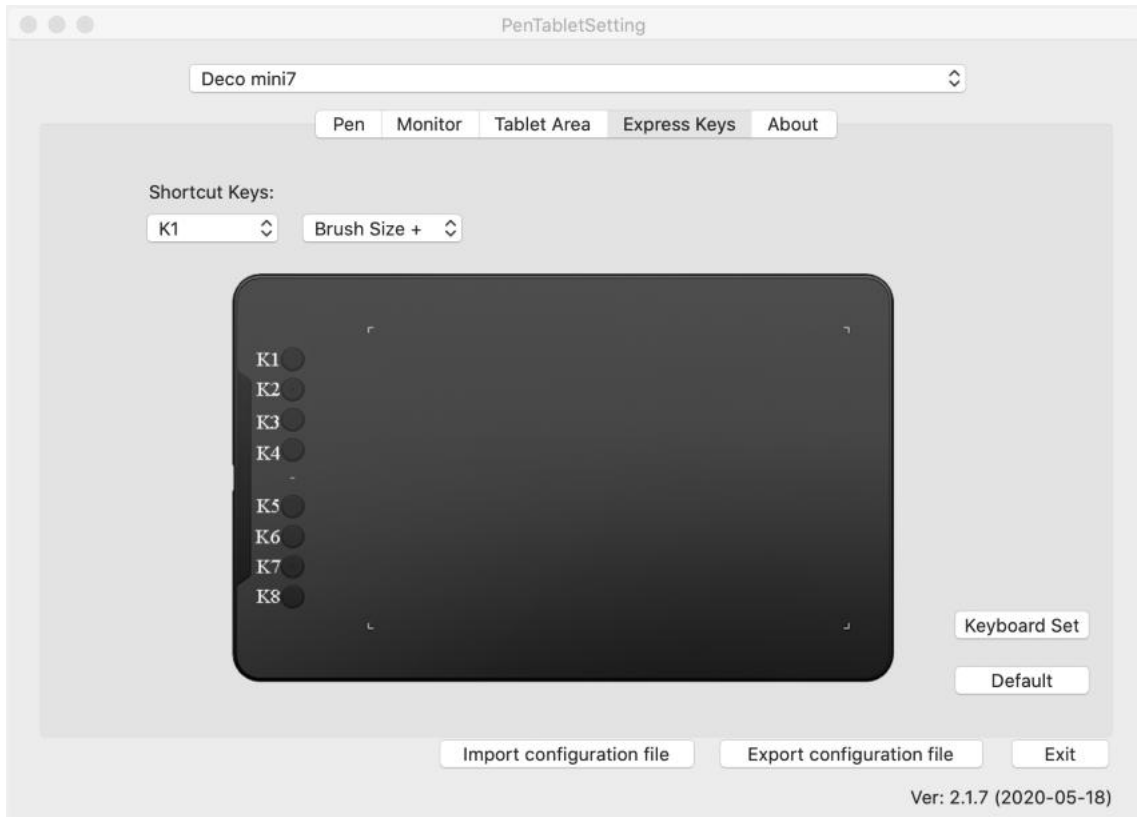 PenTabletSetting
Deco mini7
Pen Monitor Tablet Area Express Keys About
Shortcut Keys:
K1 Brush Size +
K1
K2
K3
K4
K5
K6
K7
K8
Keyboard Set
Default
Import configuration file Export configuration file Exit
Ver: 2.1.7 (2020-05-18)